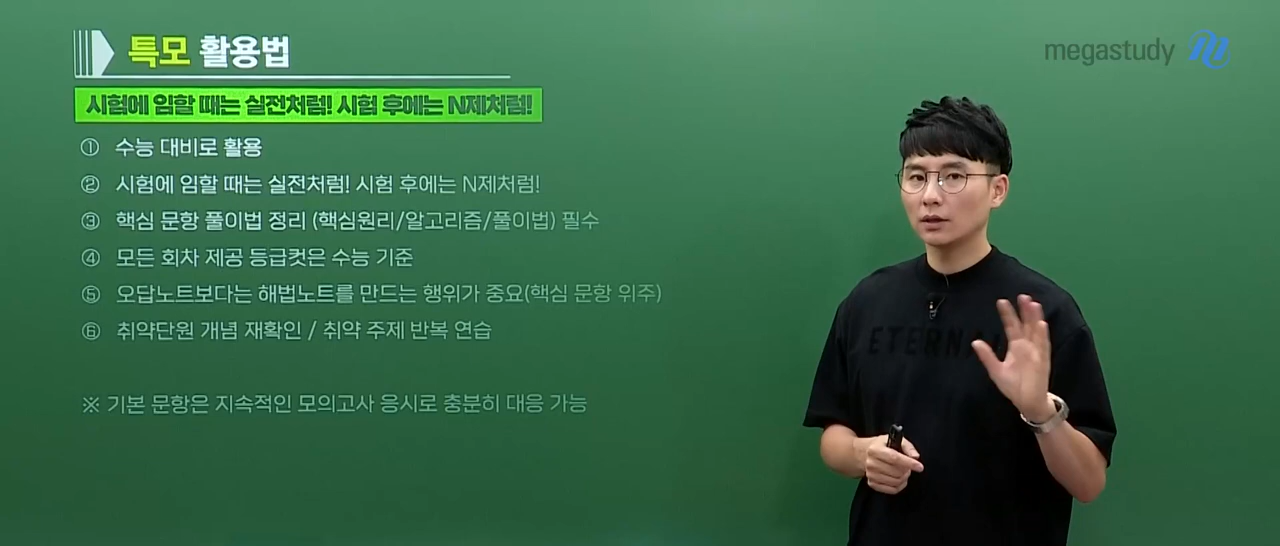 특모 활용법
megastudy
시험에 임할 때는 실전처럼! 시험 후에는 N제처럼!
① 수능 대비로 활용
② 시험에 임할 때는 실전처럼! 시험 후에는 N제처럼!
③ 핵심 문항 풀이법 정리 (핵심원리/알고리즘/풀이법) 필수
④ 모든 회차 제공 등급컷은 수능 기준
⑤ 오답노트보다는 해법노트를 만드는 행위가 중요(핵심 문항 위주)
⑥ 취약단원 개념 재확인 / 취약 주제 반복 연습
※ 기본 문항은 지속적인 모의고사 응시로 충분히 대응 가능
ETERNAL